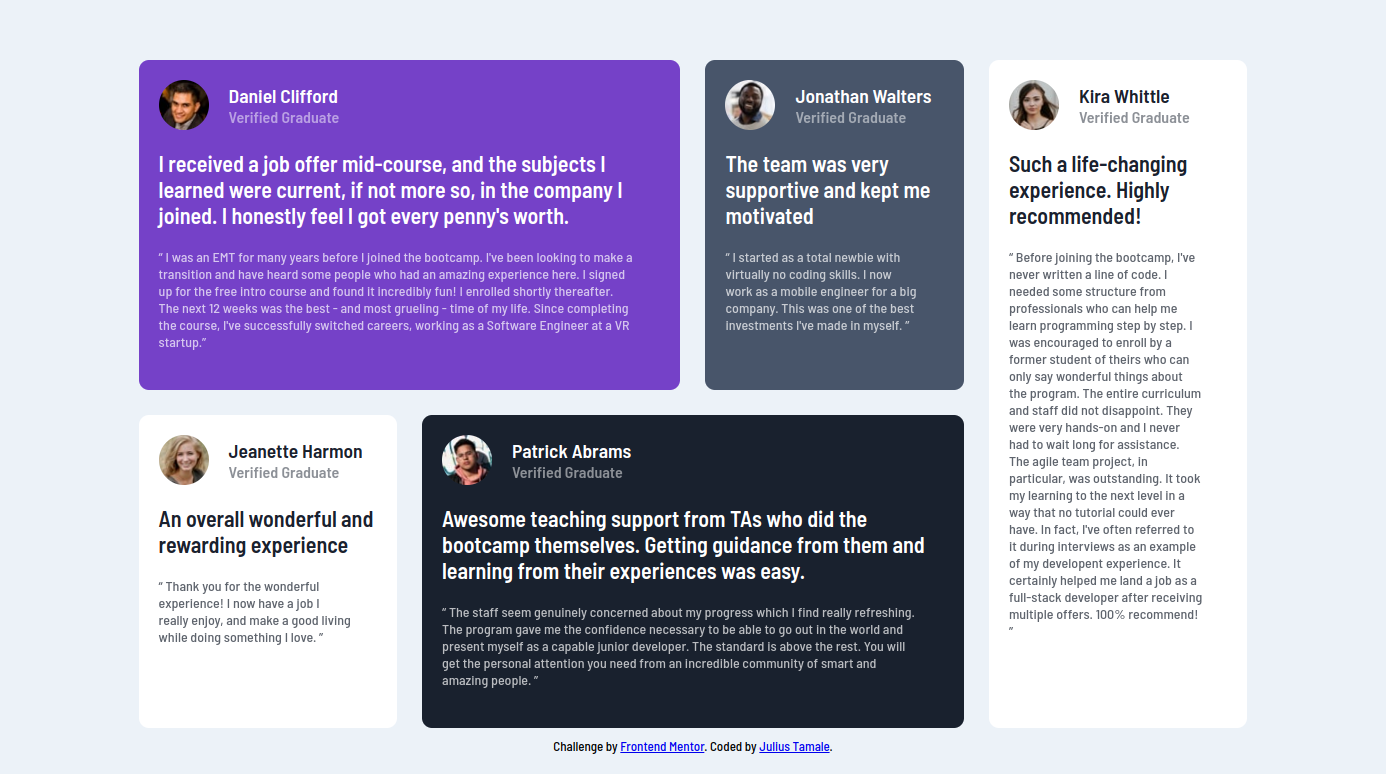 Daniel Clifford
Verified Graduate
I received a job offer mid-course, and the subjects I
learned were current, if not more so, in the company I
joined. I honestly feel I got every penny's worth.
“ I was an EMT for many years before I joined the bootcamp. I've been looking to make a
transition and have heard some people who had an amazing experience here. I signed
up for the free intro course and found it incredibly fun! I enrolled shortly thereafter.
The next 12 weeks was the best - and most grueling - time of my life. Since completing
the course, I've successfully switched careers, working as a Software Engineer at a VR
startup.”
Jonathan Walters
Verified Graduate
The team was very
supportive and kept me
motivated
“ I started as a total newbie with
virtually no coding skills. I now
work as a mobile engineer for a big
company. This was one of the best
investments I've made in myself. ”
Kira Whittle
Verified Graduate
Such a life-changing
experience. Highly
recommended!
“ Before joining the bootcamp, I've
never written a line of code. I
needed some structure from
professionals who can help me
learn programming step by step. I
was encouraged to enroll by a
former student of theirs who can
only say wonderful things about
the program. The entire curriculum
and staff did not disappoint. They
were very hands-on and I never
had to wait long for assistance.
The agile team project, in
particular, was outstanding. It took
my learning to the next level in a
way that no tutorial could ever
have. In fact, I've often referred to
it during interviews as an example
of my developent experience. It
certainly helped me land a job as a
full-stack developer after receiving
multiple offers. 100% recommend!
”
Jeanette Harmon
Verified Graduate
An overall wonderful and
rewarding experience
“ Thank you for the wonderful
experience! I now have a job I
really enjoy, and make a good living
while doing something I love. ”
Patrick Abrams
Verified Graduate
Awesome teaching support from TAs who did the
bootcamp themselves. Getting guidance from them and
learning from their experiences was easy.
“ The staff seem genuinely concerned about my progress which I find really refreshing.
The program gave me the confidence necessary to be able to go out in the world and
present myself as a capable junior developer. The standard is above the rest. You will
get the personal attention you need from an incredible community of smart and
amazing people. ”
Challenge by Frontend Mentor. Coded by Julius Tamale.